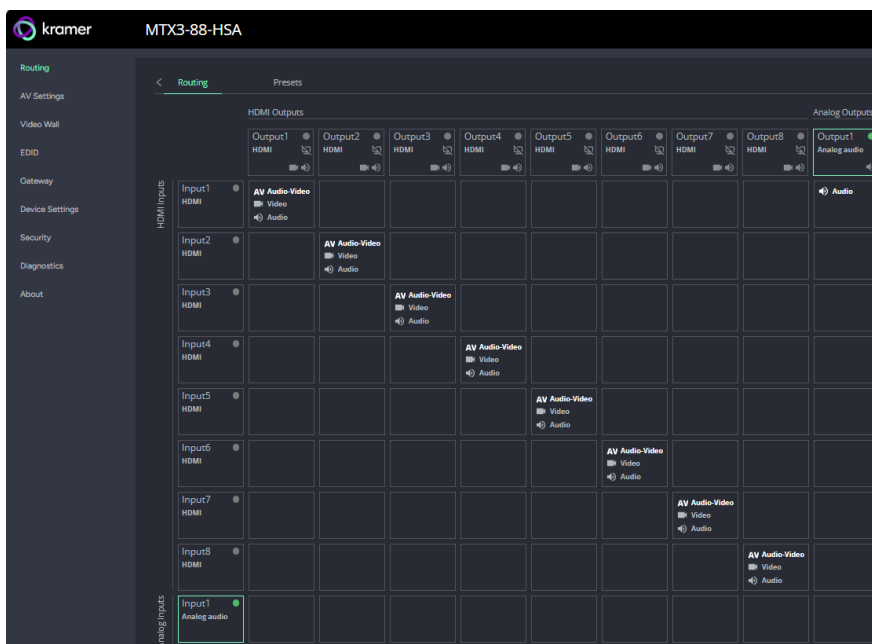 kramer MTX3-88-HSA
Routing
AV Settings
Video Wall
EDID
Gateway
Device Settings
Security
Diagnostics
About
< Routing Presets
HDMI Outputs Analog Outputs
Output1 Output2 Output3 Output4 Output5 Output6 Output7 Output8 Output1
HDMI HDMI HDMI HDMI HDMI HDMI HDMI HDMI Analog audio
HDMI Inputs
Input1
HDMI
AV Audio-Video
Video
Audio
Audio
Input2
HDMI
AV Audio-Video
Video
Audio
Input3
HDMI
AV Audio-Video
Video
Audio
Input4
HDMI
AV Audio-Video
Video
Audio
Input5
HDMI
AV Audio-Video
Video
Audio
Input6
HDMI
AV Audio-Video
Video
Audio
Input7
HDMI
AV Audio-Video
Video
Audio
Input8
HDMI
AV Audio-Video
Video
Audio
nalog Inputs
Input1
Analog audio